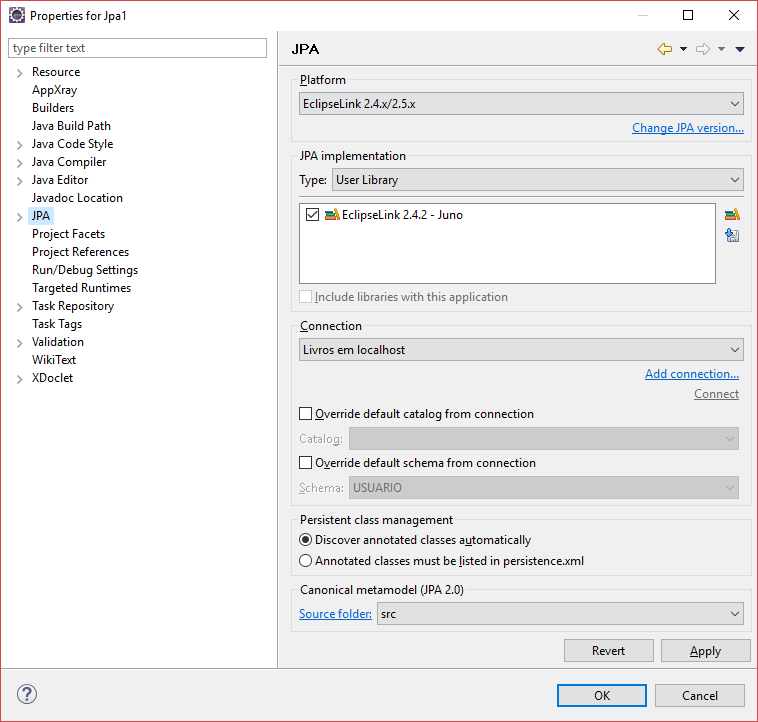 Properties for Jpa1
type filter text
Resource
AppXray
Builders
Java Build Path
Java Code Style
Java Compiler
Java Editor
Javadoc Location
JPA
Project Facets
Project References
Run/Debug Settings
Targeted Runtimes
Task Repository
Task Tags
Validation
WikiText
XDoclet
JPA
Platform
EclipseLink 2.4.x/2.5.x
Change JPA version...
JPA implementation
Type: User Library
EclipseLink 2.4.2 - Juno
Include libraries with this application
Connection
Livros em localhost
Add connection...
Connect
Override default catalog from connection
Catalog:
Override default schema from connection
Schema: USUARIO
Persistent class management
Discover annotated classes automatically
Annotated classes must be listed in persistence.xml
Canonical metamodel (JPA 2.0)
Source folder: src
Revert Apply
? OK Cancel